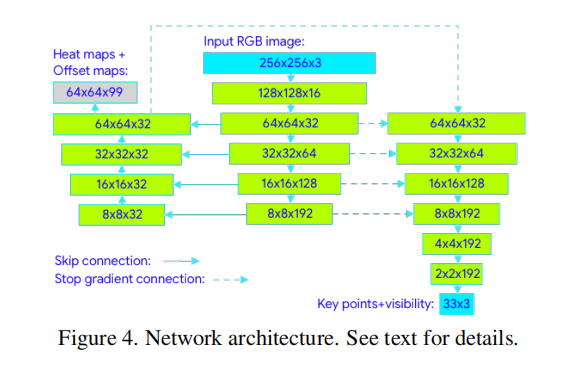 Input RGB image:
Heat maps +
Offset maps:
256x256x3
64x64x99
128x128x16
64x64x32 64x64x32 64x64x32
32x32x32 32x32x64 32x32x64
16x16x32 16x16x128 16x16x128
8x8x32 8x8x192 8x8x192
4x4x192
Skip connection:
2x2x192
Stop gradient connection:
Key points+visibility: 33x3
Figure 4. Network architecture. See text for details.